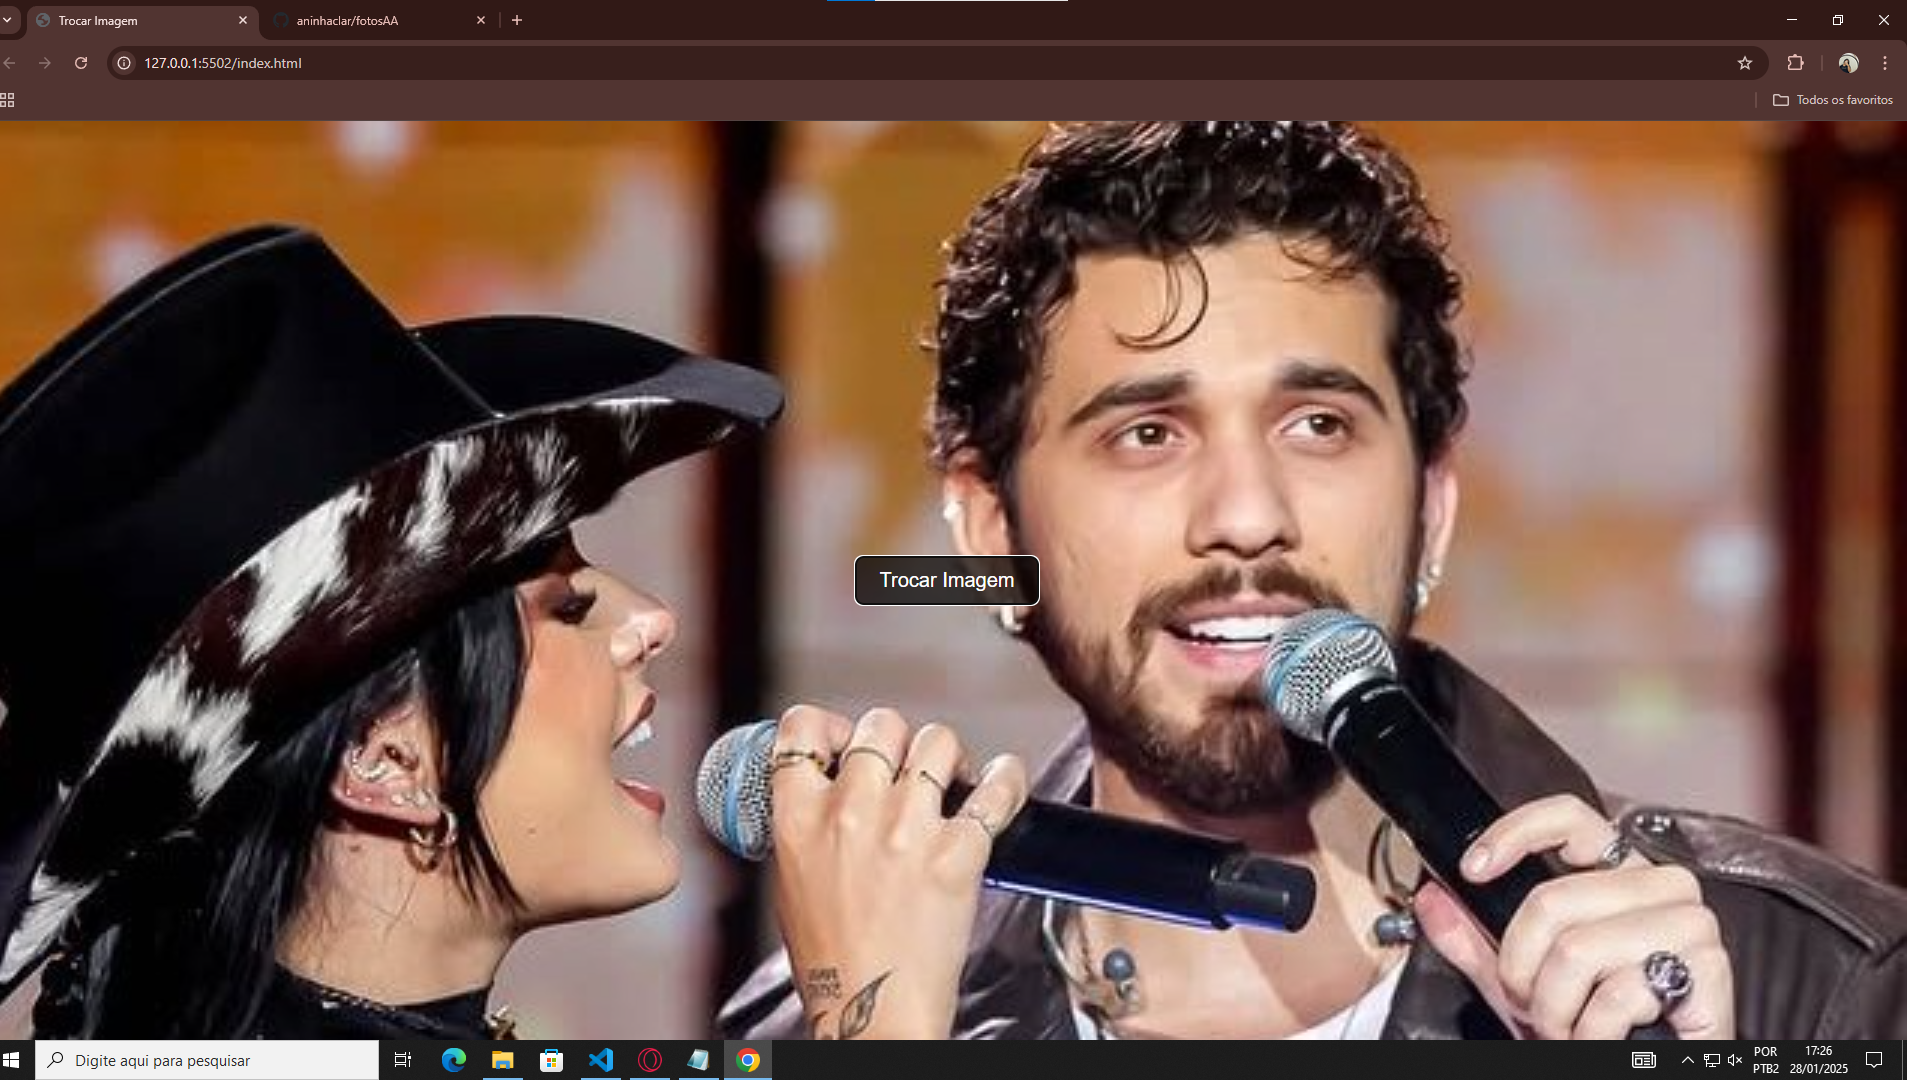 Trocar Imagem
aninhaclar/fotosAA
127.0.0.1:5502/index.html
Todos os favoritos
Trocar Imagem
Digite aqui para pesquisar
POR
PTB2
17:26
28/01/2025